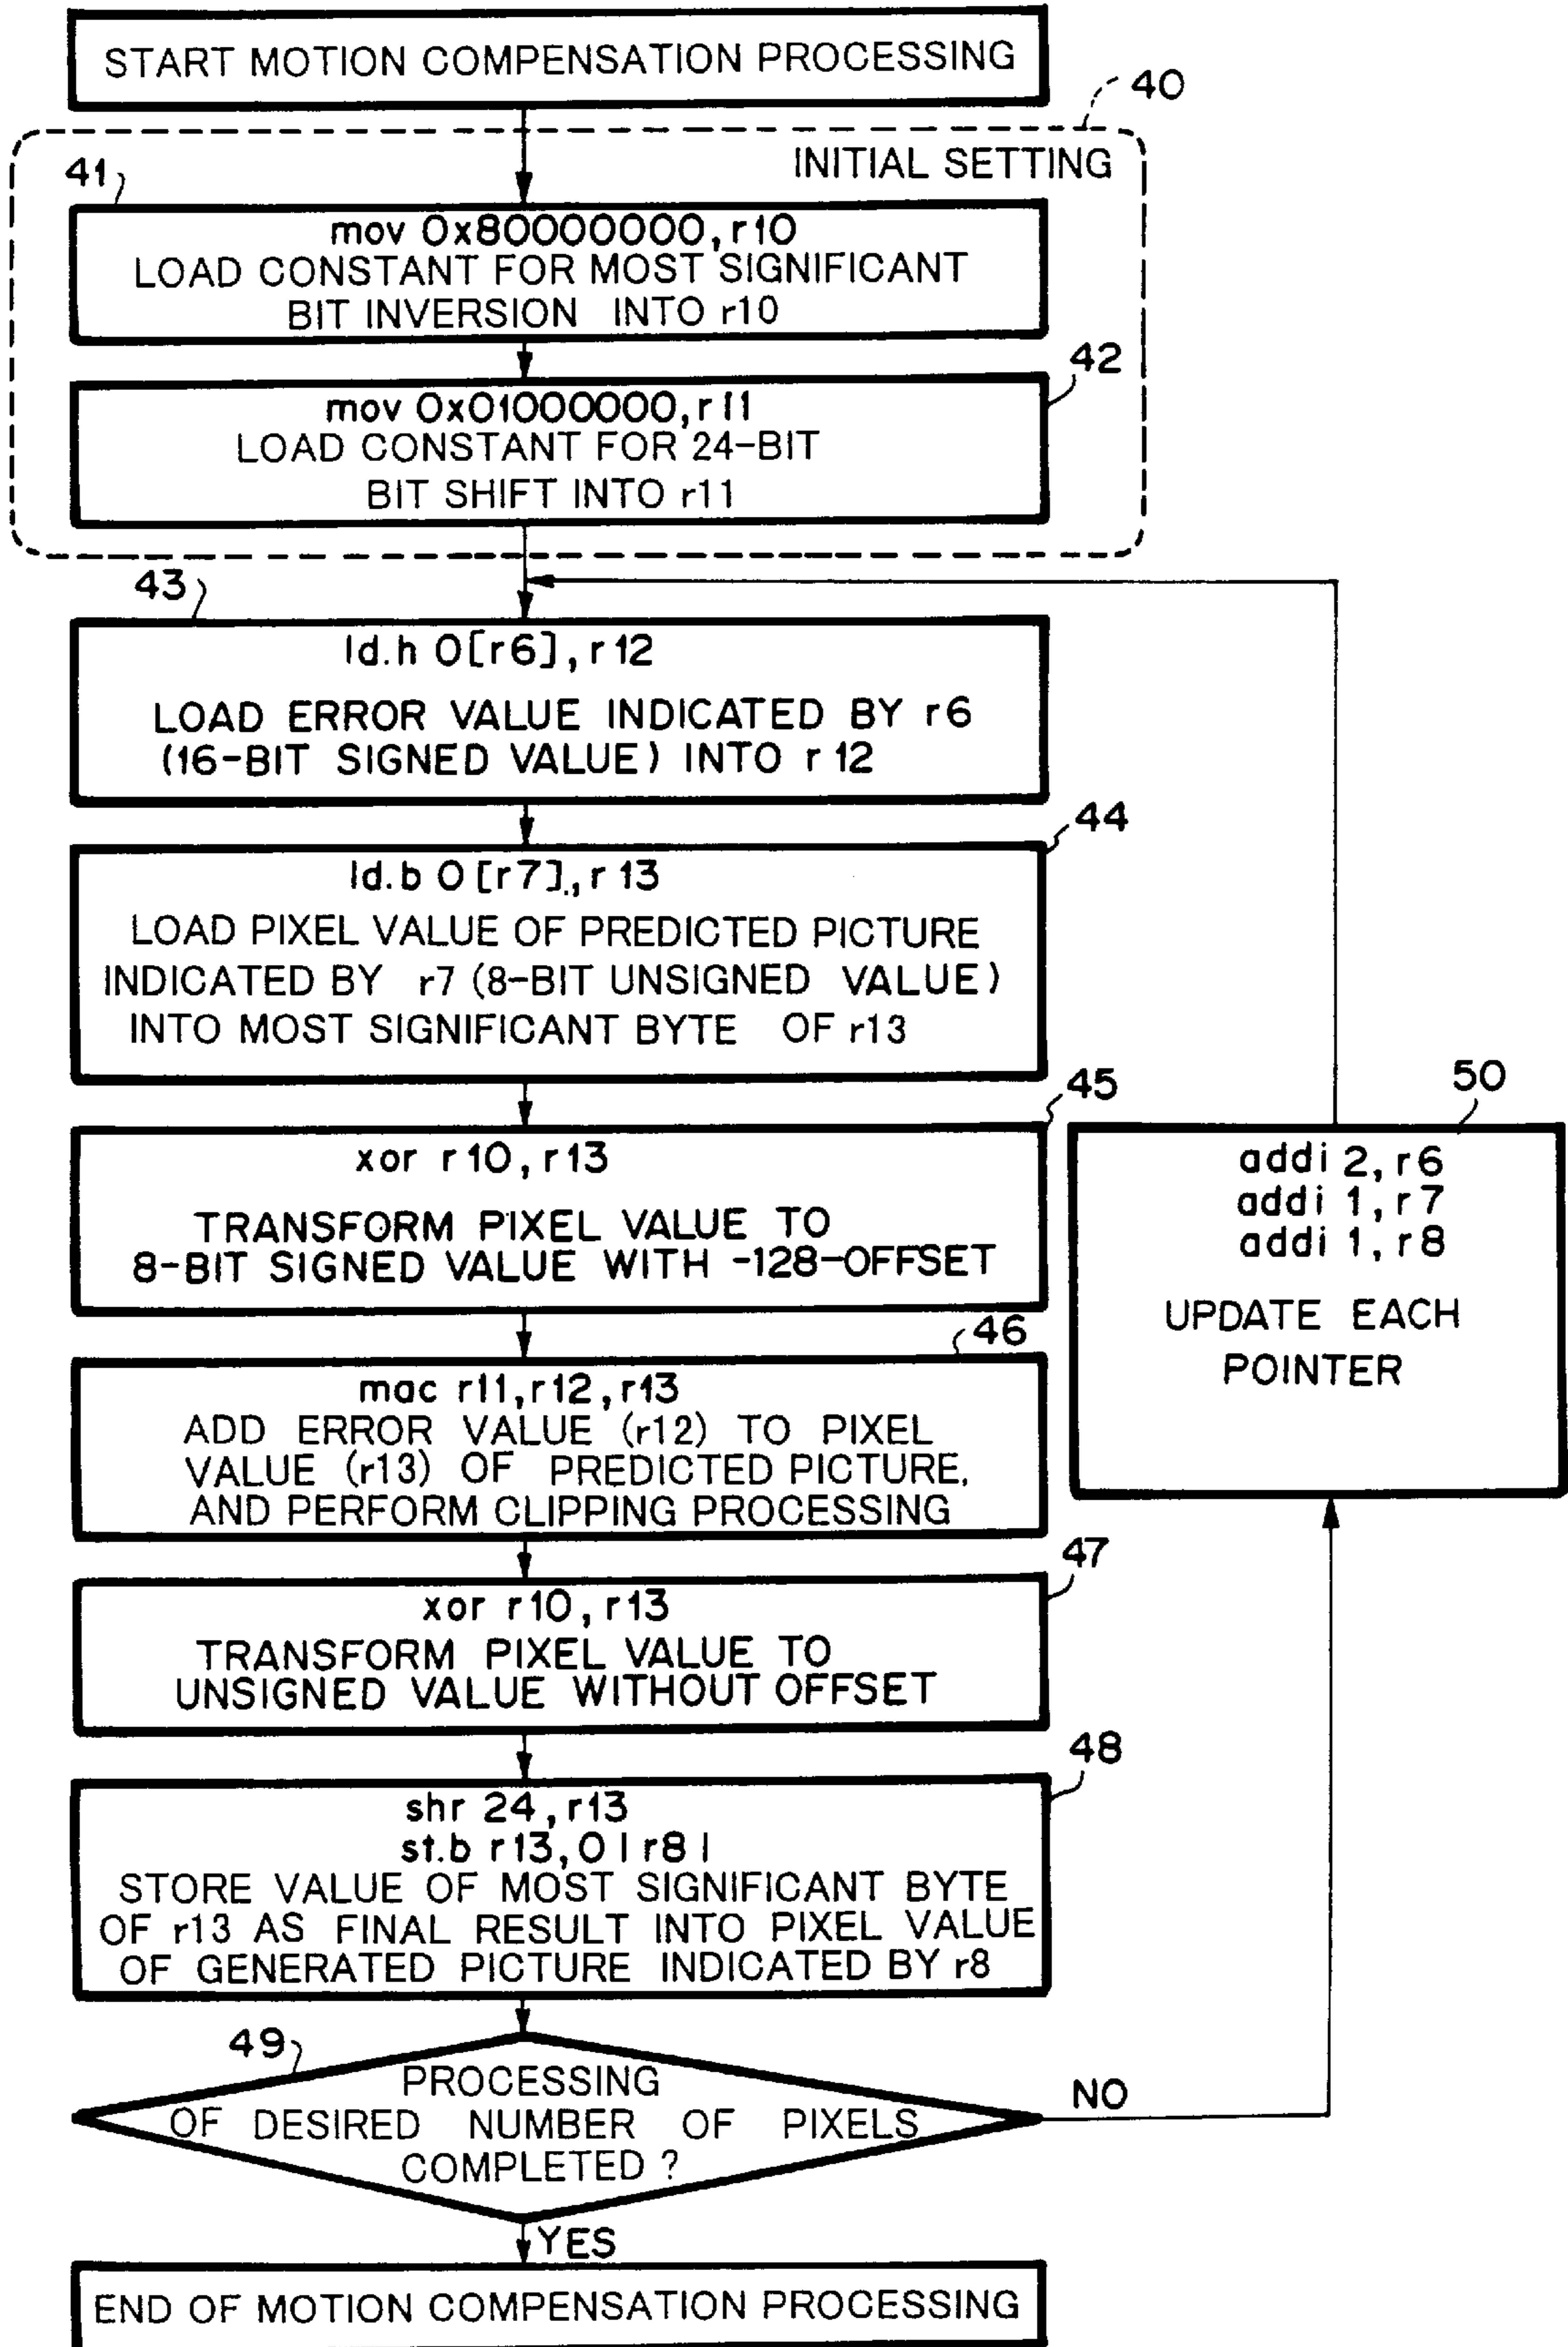 START MOTION COMPENSATION PROCESSING
40
INITIAL SETTING
41
mov 0x80000000, r10
LOAD CONSTANT FOR MOST SIGNIFICANT
BIT INVERSION INTO r10
42
mov 0x01000000, r11
LOAD CONSTANT FOR 24-BIT
BIT SHIFT INTO r11
43
ld.h 0[r6], r12
LOAD ERROR VALUE INDICATED BY r6
(16-BIT SIGNED VALUE) INTO r12
44
ld.b 0[r7], r13
LOAD PIXEL VALUE OF PREDICTED PICTURE
INDICATED BY r7 (8-BIT UNSIGNED VALUE)
INTO MOST SIGNIFICANT BYTE OF r13
45
xor r10, r13
TRANSFORM PIXEL VALUE TO
8-BIT SIGNED VALUE WITH -128-OFFSET
46
mac r11, r12, r13
ADD ERROR VALUE (r12) TO PIXEL
VALUE (r13) OF PREDICTED PICTURE,
AND PERFORM CLIPPING PROCESSING
47
xor r10, r13
TRANSFORM PIXEL VALUE TO
UNSIGNED VALUE WITHOUT OFFSET
48
shr 24, r13
st.b r13, 0|r8|
STORE VALUE OF MOST SIGNIFICANT BYTE
OF r13 AS FINAL RESULT INTO PIXEL VALUE
OF GENERATED PICTURE INDICATED BY r8
49
PROCESSING
OF DESIRED NUMBER OF PIXELS
COMPLETED ?
NO
YES
50
addi 2, r6
addi 1, r7
addi 1, r8
UPDATE EACH
POINTER
END OF MOTION COMPENSATION PROCESSING